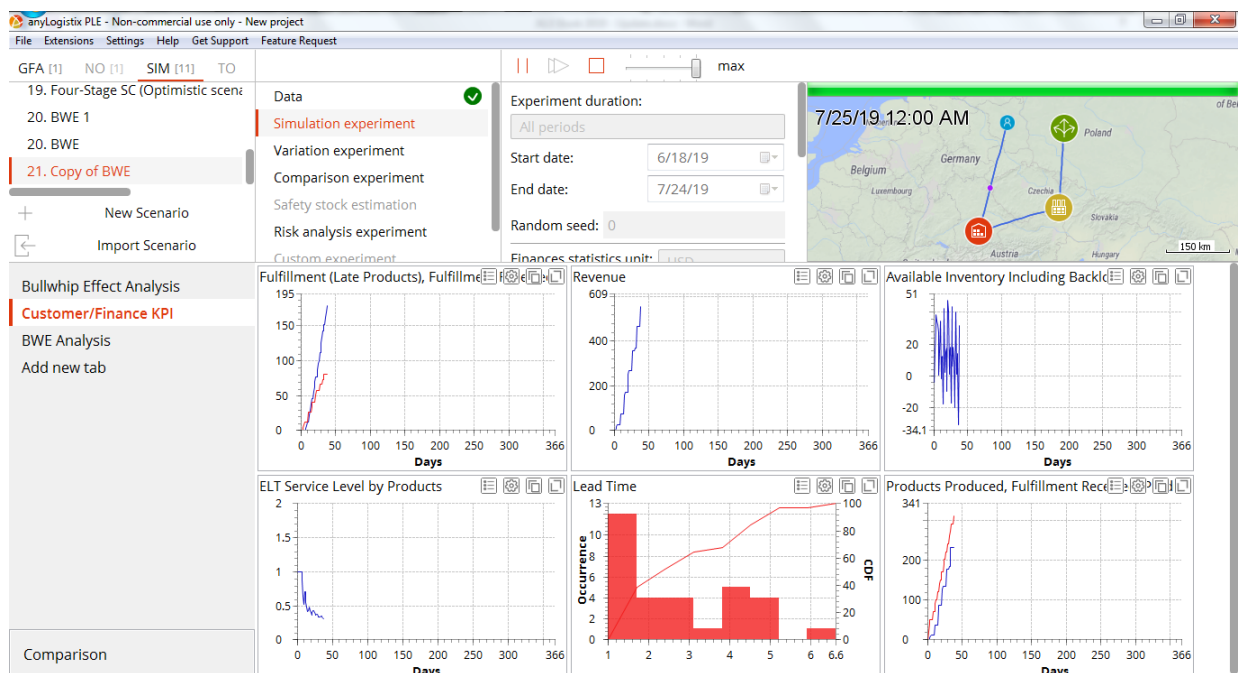 anyLogistix PLE - Non-commercial use only - New project
File Extensions Settings Help Get Support Feature Request
GFA [1] NO [1] SIM [11] TO
max
19. Four-Stage SC (Optimistic scena
20. BWE 1
20. BWE
21. Copy of BWE
New Scenario
Import Scenario
Data
Simulation experiment
Variation experiment
Comparison experiment
Safety stock estimation
Risk analysis experiment
Custom experiment
Experiment duration:
All periods
Start date: 6/18/19
End date: 7/24/19
Random seed: 0
Finances statistics unit: USD
7/25/19 12:00 AM
of Bel
Poland
Germany
Belgium
Luxembourg
Czechia
Slovakia
Austria
Hungary
150 km
Bullwhip Effect Analysis
Customer/Finance KPI
BWE Analysis
Add new tab
Comparison
Fulfillment (Late Products), Fulfillme
195
150
100
50
0
0 50 100 150 200 250 300 366
Days
Revenue
609
400
200
0
0 50 100 150 200 250 300 366
Days
Available Inventory Including Backlo
51
20
0
-20
-34.1
0 50 100 150 200 250 300 366
Days
ELT Service Level by Products
2
1.5
1
0.5
0
0 50 100 150 200 250 300 366
Days
Lead Time
Occurrence
13
10
8
6
4
2
0
1 2 3 4 5 6 6.6
100
80
60
40
20
0
CDF
Products Produced, Fulfillment Rece
341
200
100
0
0 50 100 150 200 250 300 366
Days